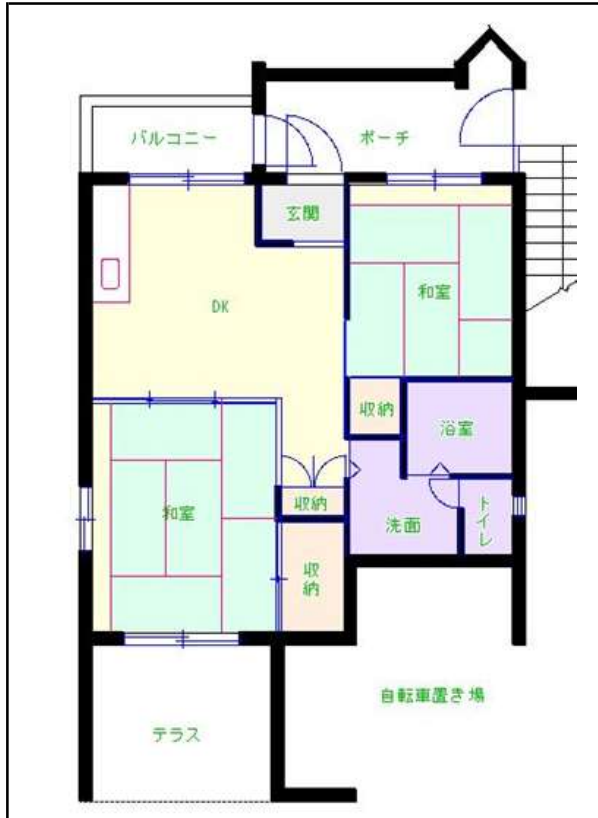 バルコニー
ポーチ
玄関
和室
DK
収納
浴室
和室
収納
洗面
トイレ
収納
自転車置き場
テラス